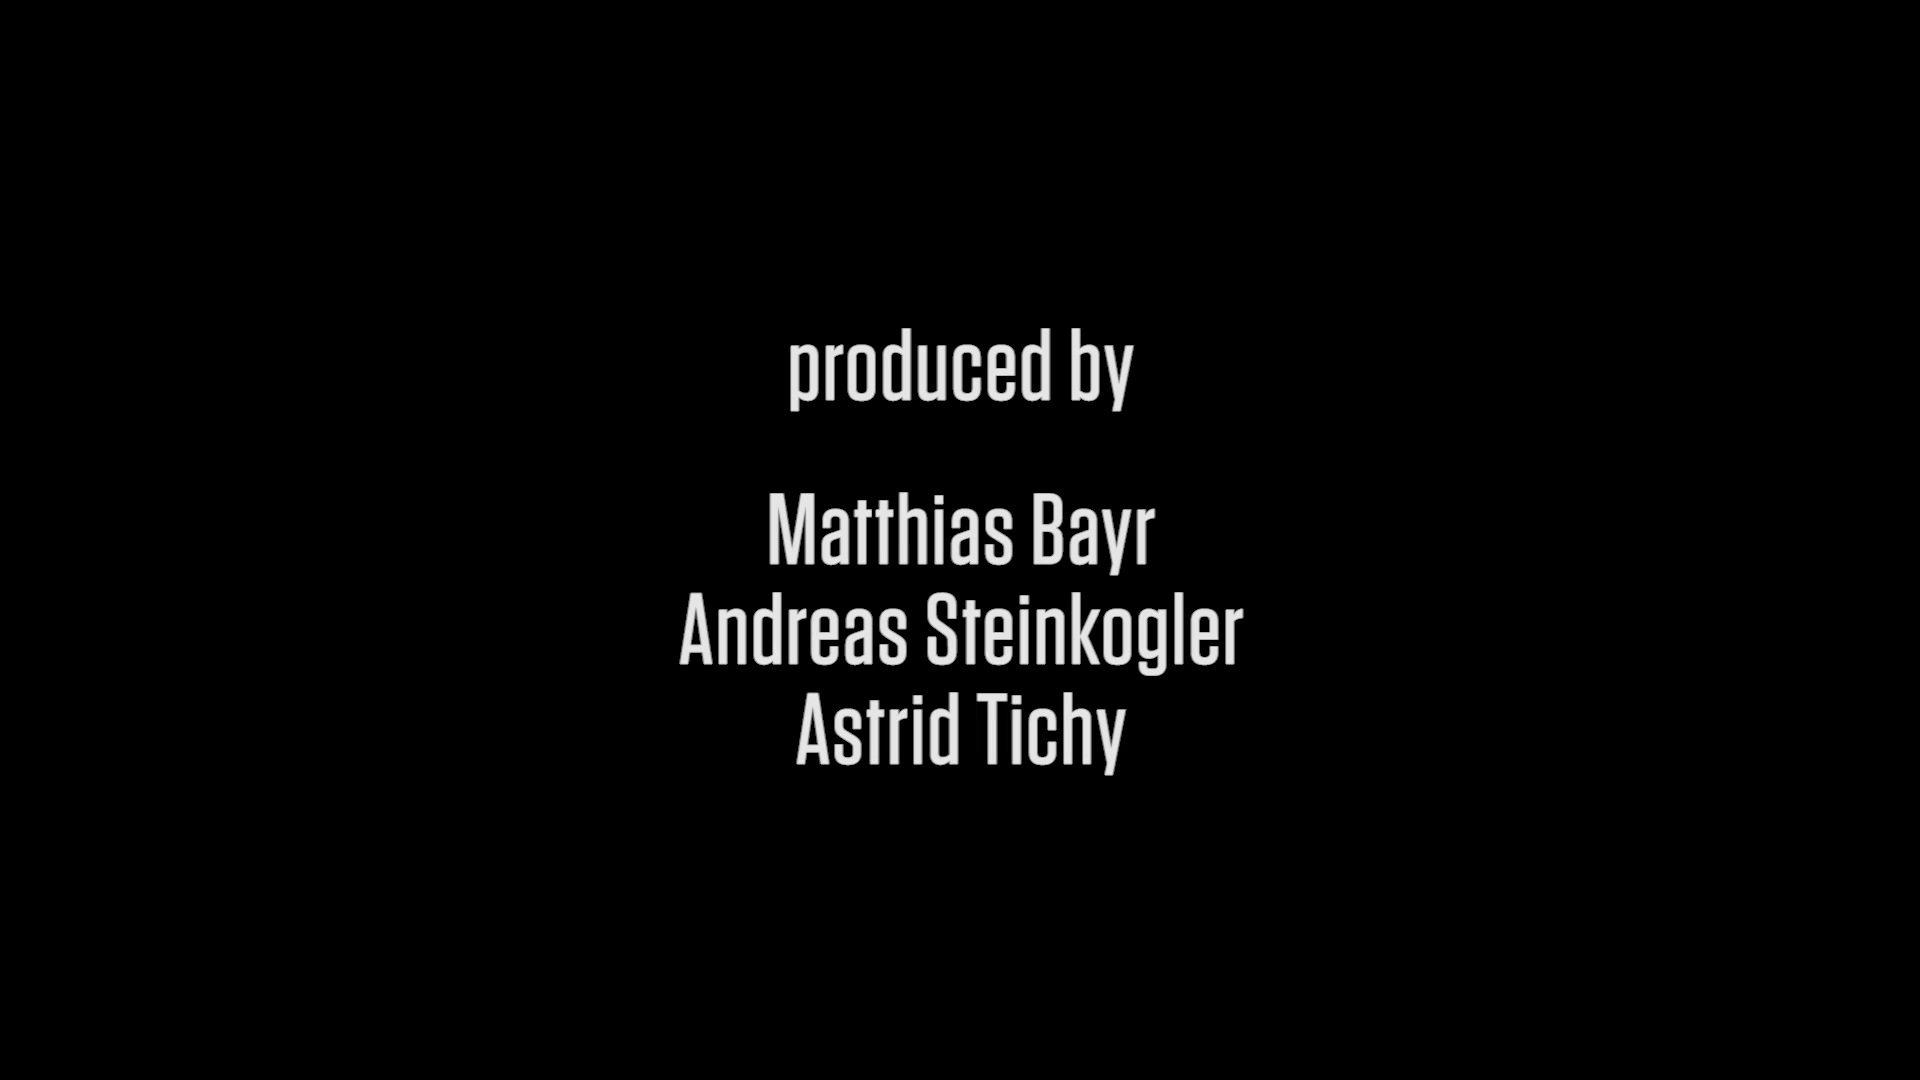 produced by
Matthias Bayr
Andreas Steinkogler
Astrid Tichy